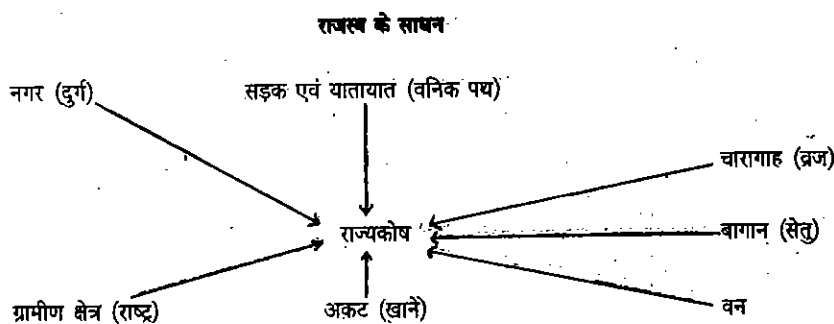 राजस्व के साधन
नगर (दुर्ग)
सड़क एवं यातायात (वनिक पथ)
चारागाह (व्रज)
राज्यकोष
बागान (सेतु)
ग्रामीण क्षेत्र (राष्ट्र)
अकट (खाने)
वन